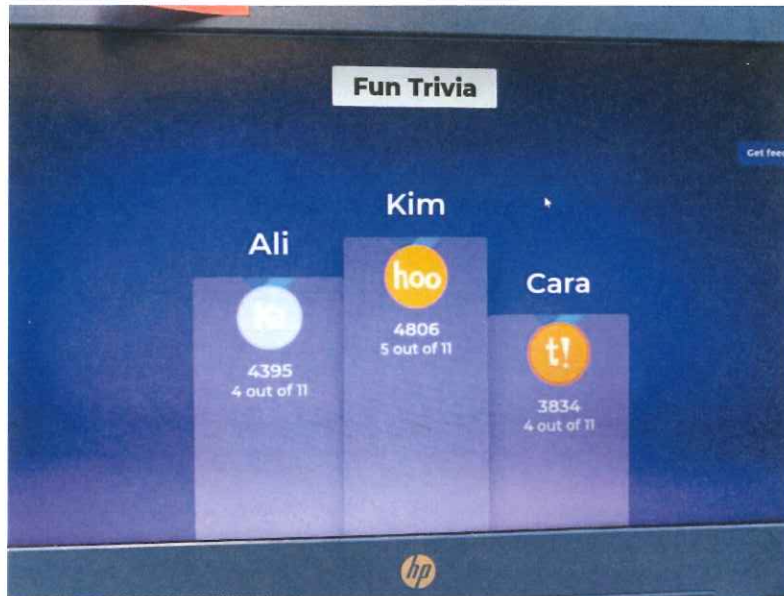 Fun Trivia
Get feed
Kim
Ali
Cara
hoo
4806
5 out of 11
4395
4 out of 11
t!
3834
4 out of 11
hp